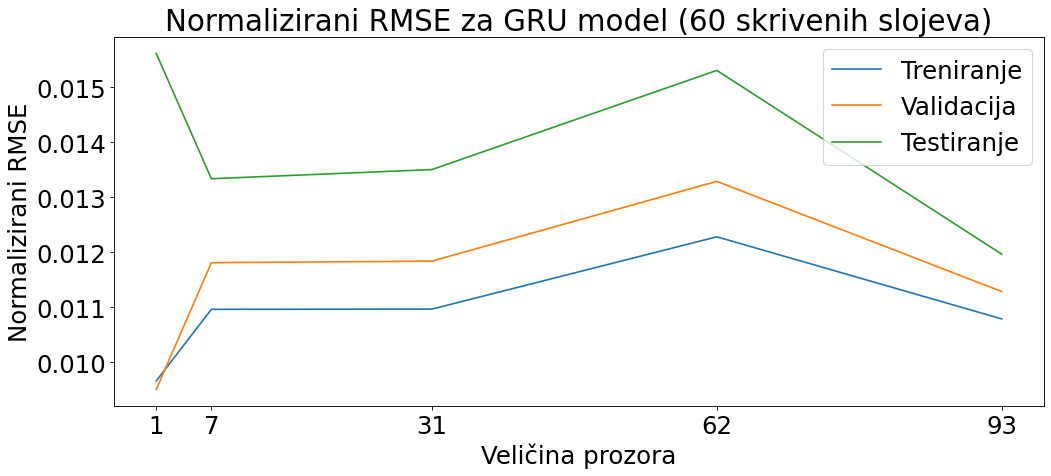 Normalizirani RMSE za GRU model (60 skrivenih slojeva)
Treniranje
Validacija
Testiranje
Normalizirani RMSE
0.015
0.014
0.013
0.012
0.011
0.010
1 7 31 62 93
Veličina prozora